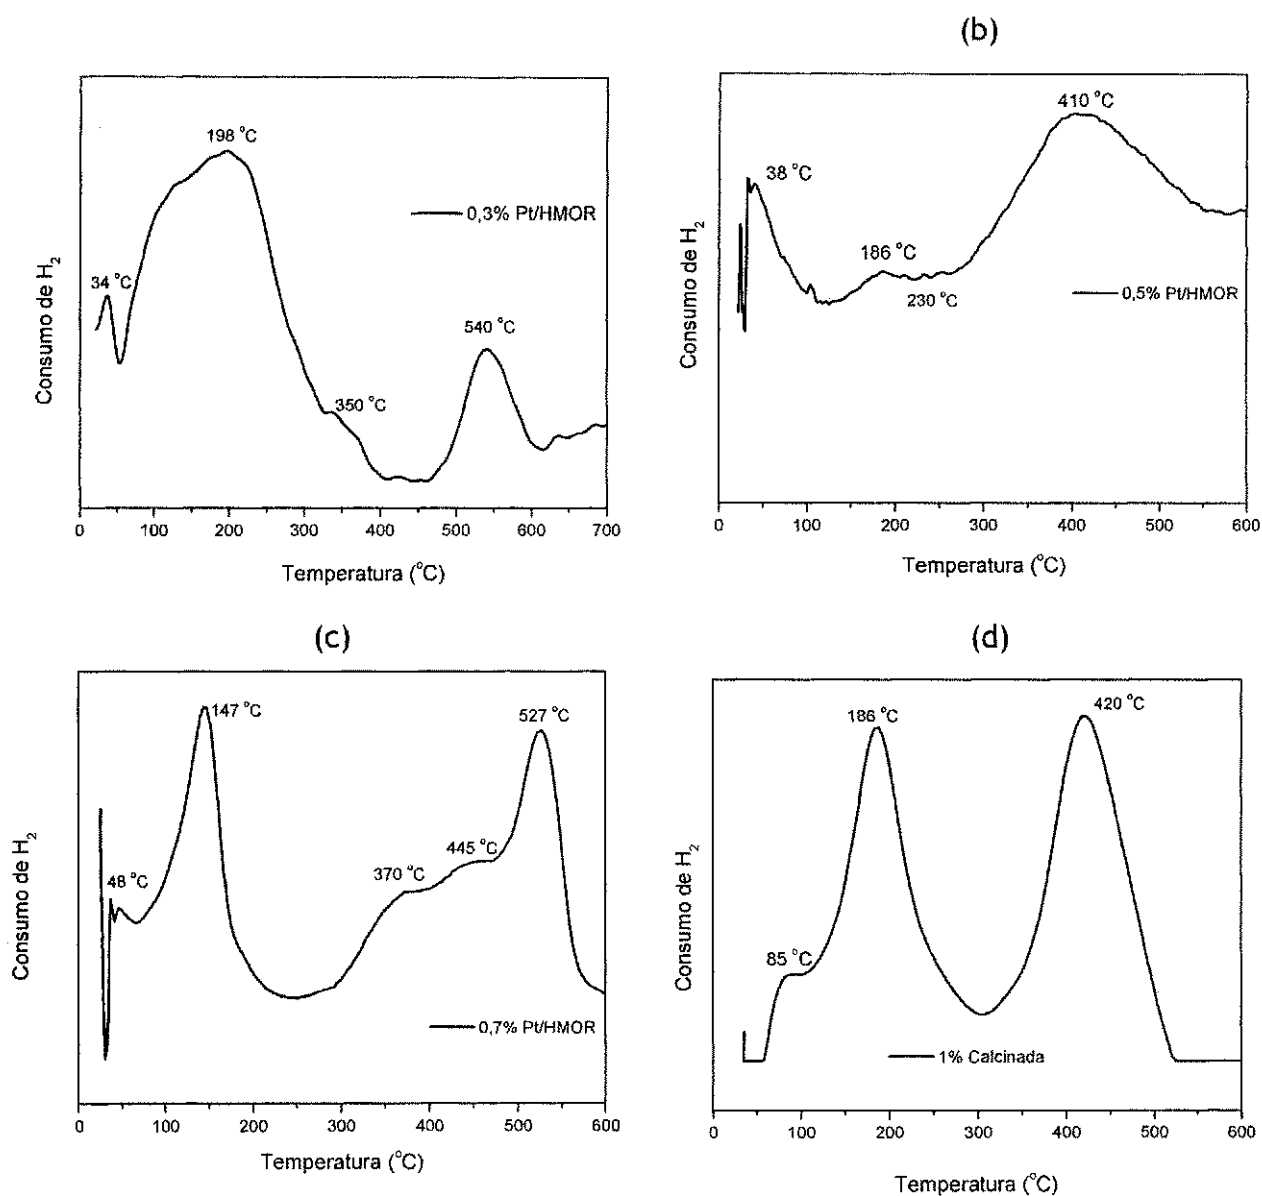 (b)
198 °C
34 °C
0,3% Pt/HMOR
540 °C
350 °C
Consumo de H2
0 100 200 300 400 500 600 700
Temperatura (°C)
410 °C
38 °C
186 °C
230 °C
0,5% Pt/HMOR
Consumo de H2
0 100 200 300 400 500 600
Temperatura (°C)
(c)
147 °C
527 °C
445 °C
370 °C
48 °C
0,7% Pt/HMOR
Consumo de H2
0 100 200 300 400 500 600
Temperatura (°C)
(d)
186 °C
420 °C
85 °C
1% Calcinada
Consumo de H2
0 100 200 300 400 500 600
Temperatura (°C)